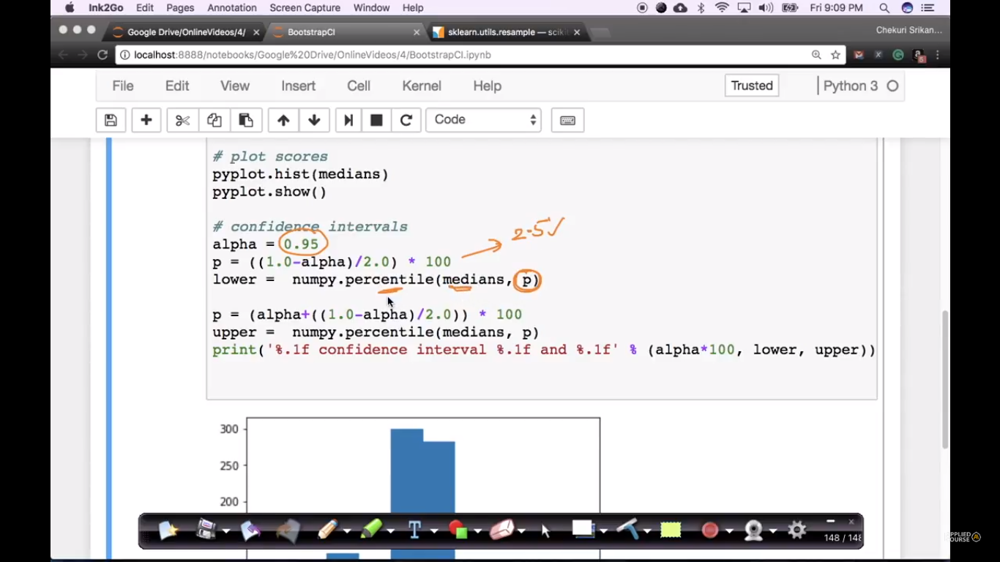 Ink2Go Edit Pages Annotation Screen Capture Window Help Fri 9:09 PM
Google Drive/OnlineVideos/4/ BootstrapCI sklearn.utils.resample — scikit Chekuri Srikan...
localhost:8888/notebooks/Google%20Drive/OnlineVideos/4/BootstrapCI.ipynb
File Edit View Insert Cell Kernel Help Trusted Python 3
Code
# plot scores
pyplot.hist(medians)
pyplot.show()
# confidence intervals
2.5
alpha = 0.95
p = ((1.0-alpha)/2.0) * 100
lower = numpy.percentile(medians, p)
p = (alpha+((1.0-alpha)/2.0)) * 100
upper = numpy.percentile(medians, p)
print('%.1f confidence interval %.1f and %.1f' % (alpha*100, lower, upper))
300
250
200
148 / 148
APPLIED
COURSE